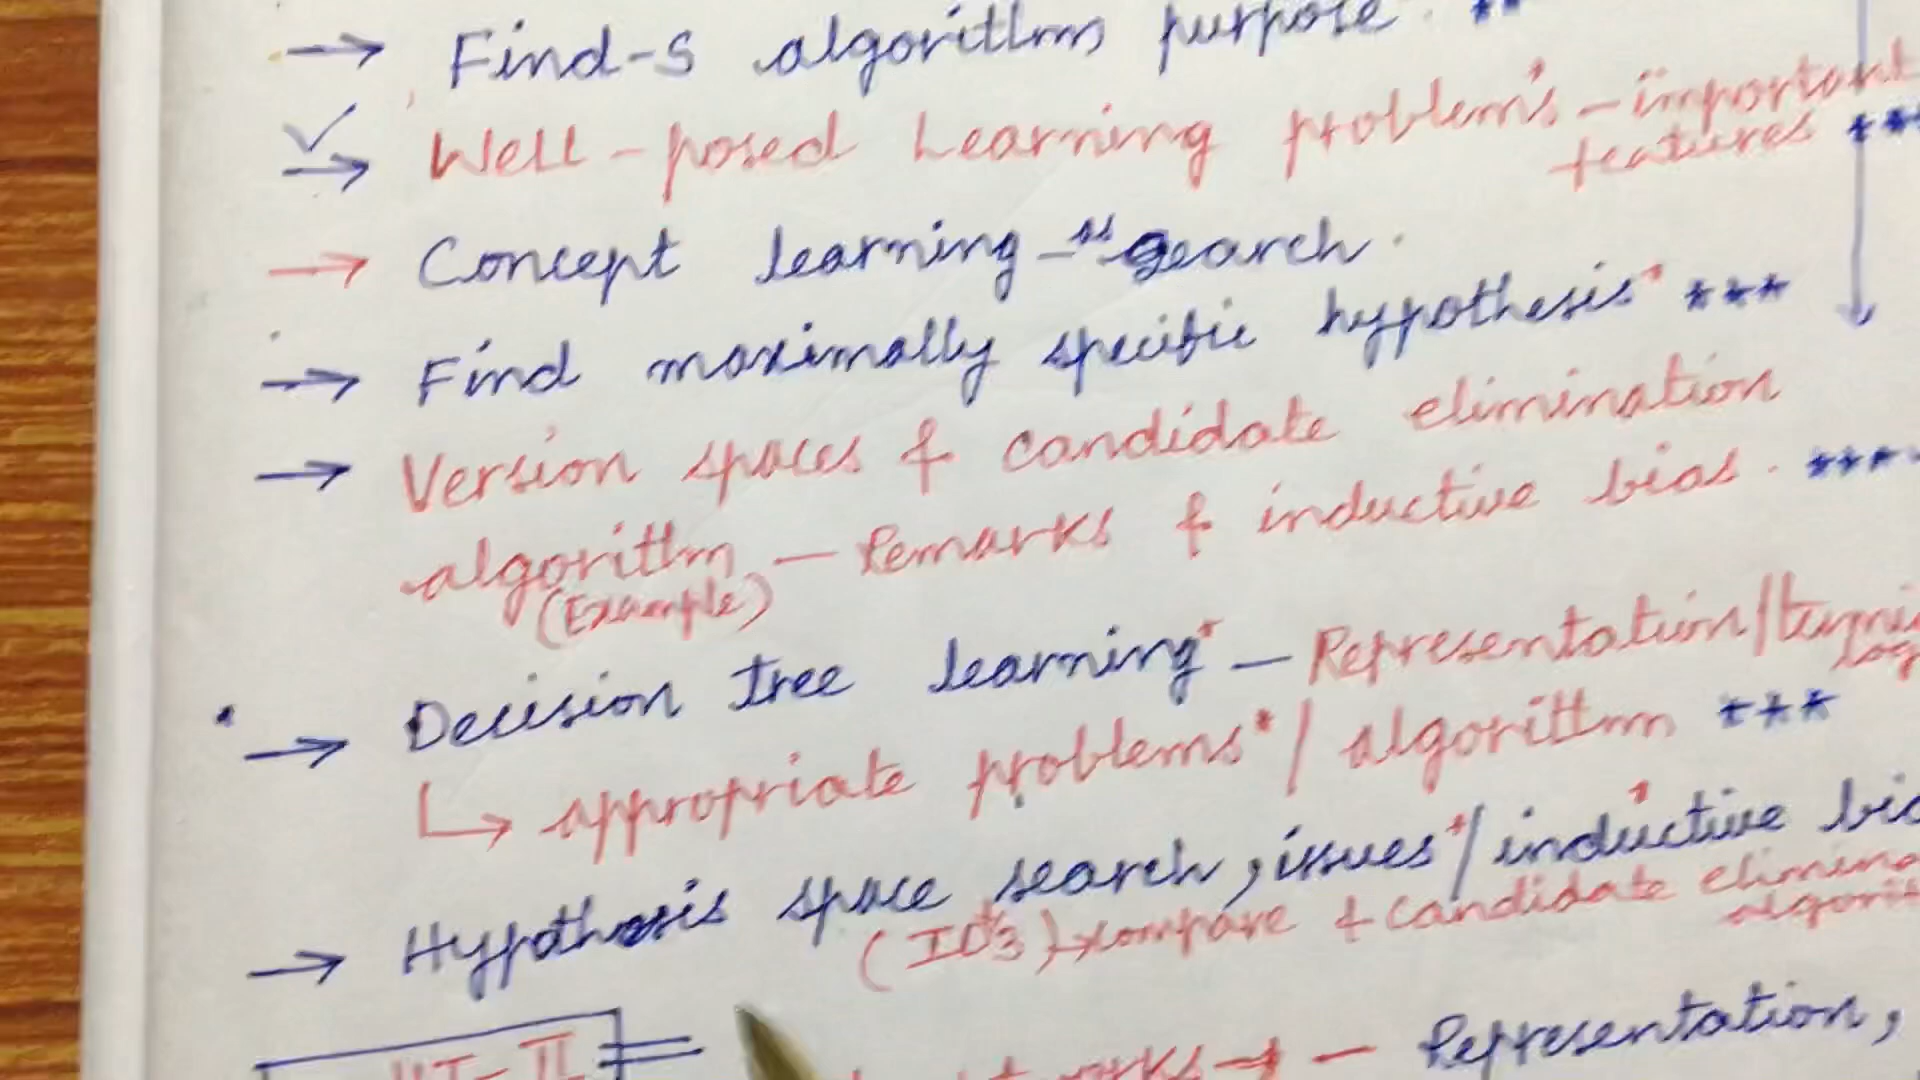 → Find-S algorithm purpose. **
✓ → Well-posed Learning problems - important
features ***
→ Concept learning - as search.
→ Find maximally specific hypothesis * ***
→ Version spaces & candidate elimination
algorithm - Remarks & inductive bias. ***
(Example)
→ Decision tree learning* - Representation/
↳ appropriate problems* / algorithm ***
→ Hypothesis space search, issues* / inductive
(ID3) → compare & candidate
- Representation,